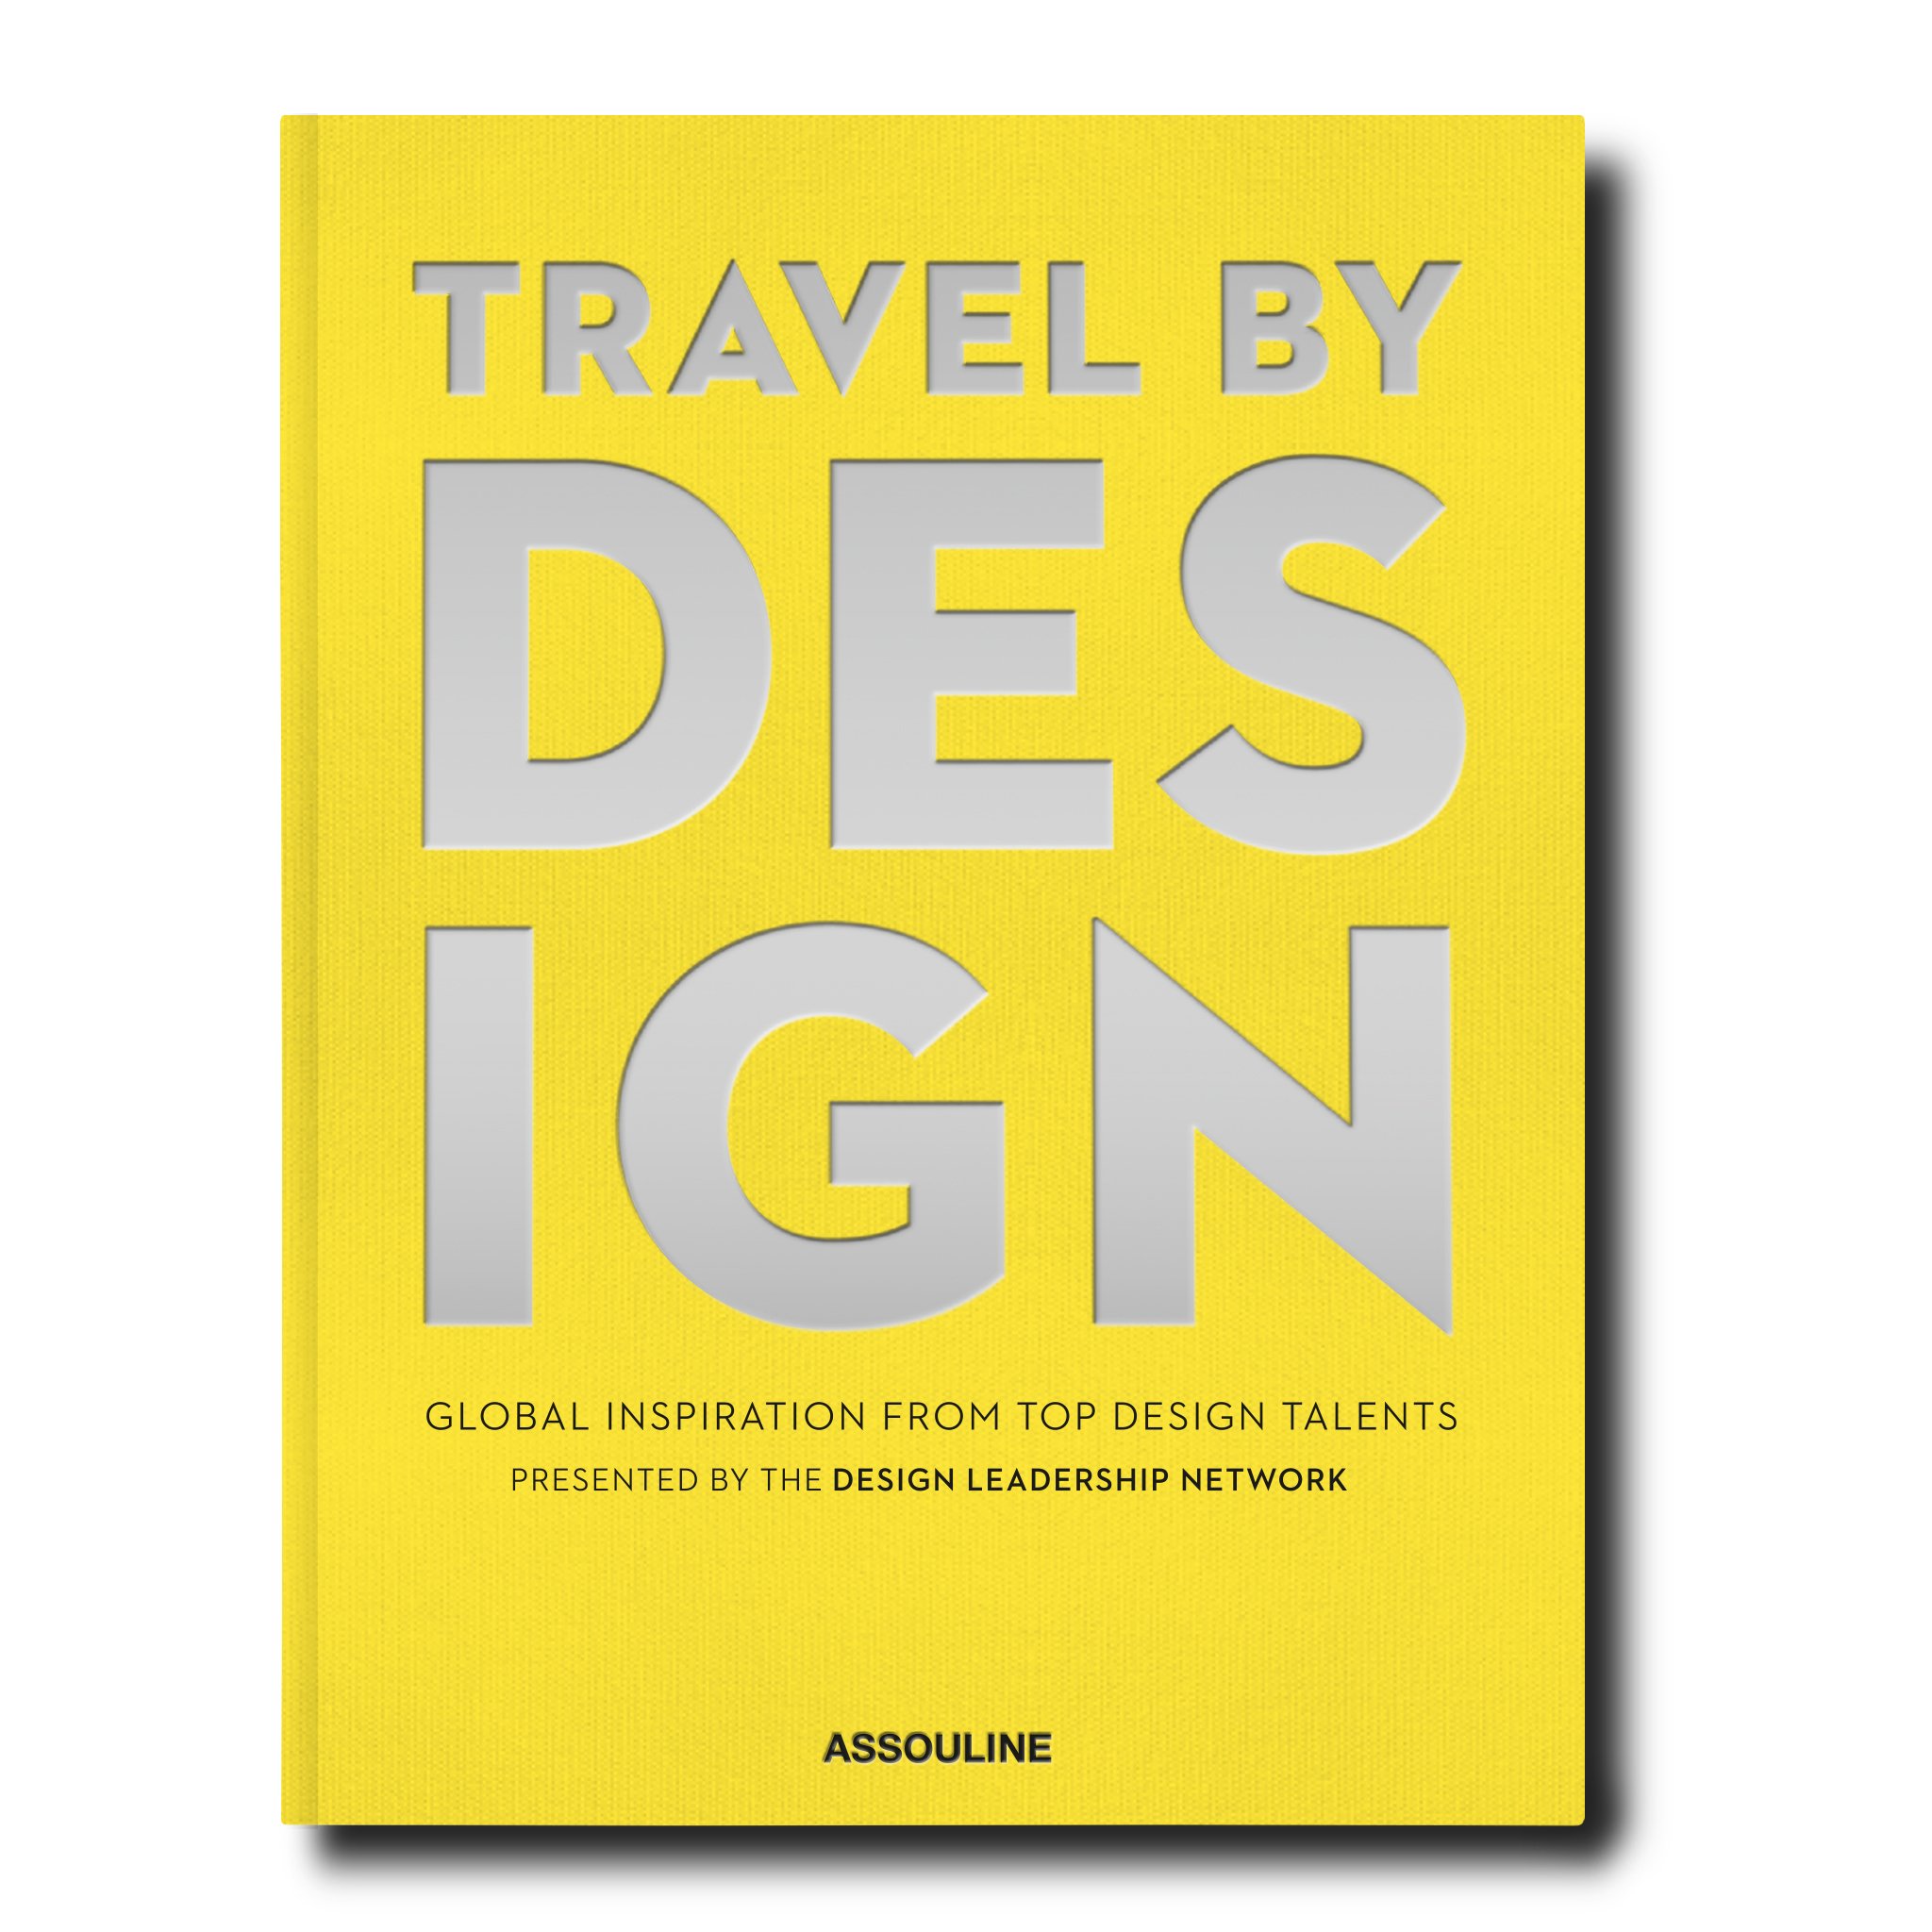 TRAVEL BY
DES
IGN
GLOBAL INSPIRATION FROM TOP DESIGN TALENTS
PRESENTED BY THE DESIGN LEADERSHIP NETWORK
ASSOULINE